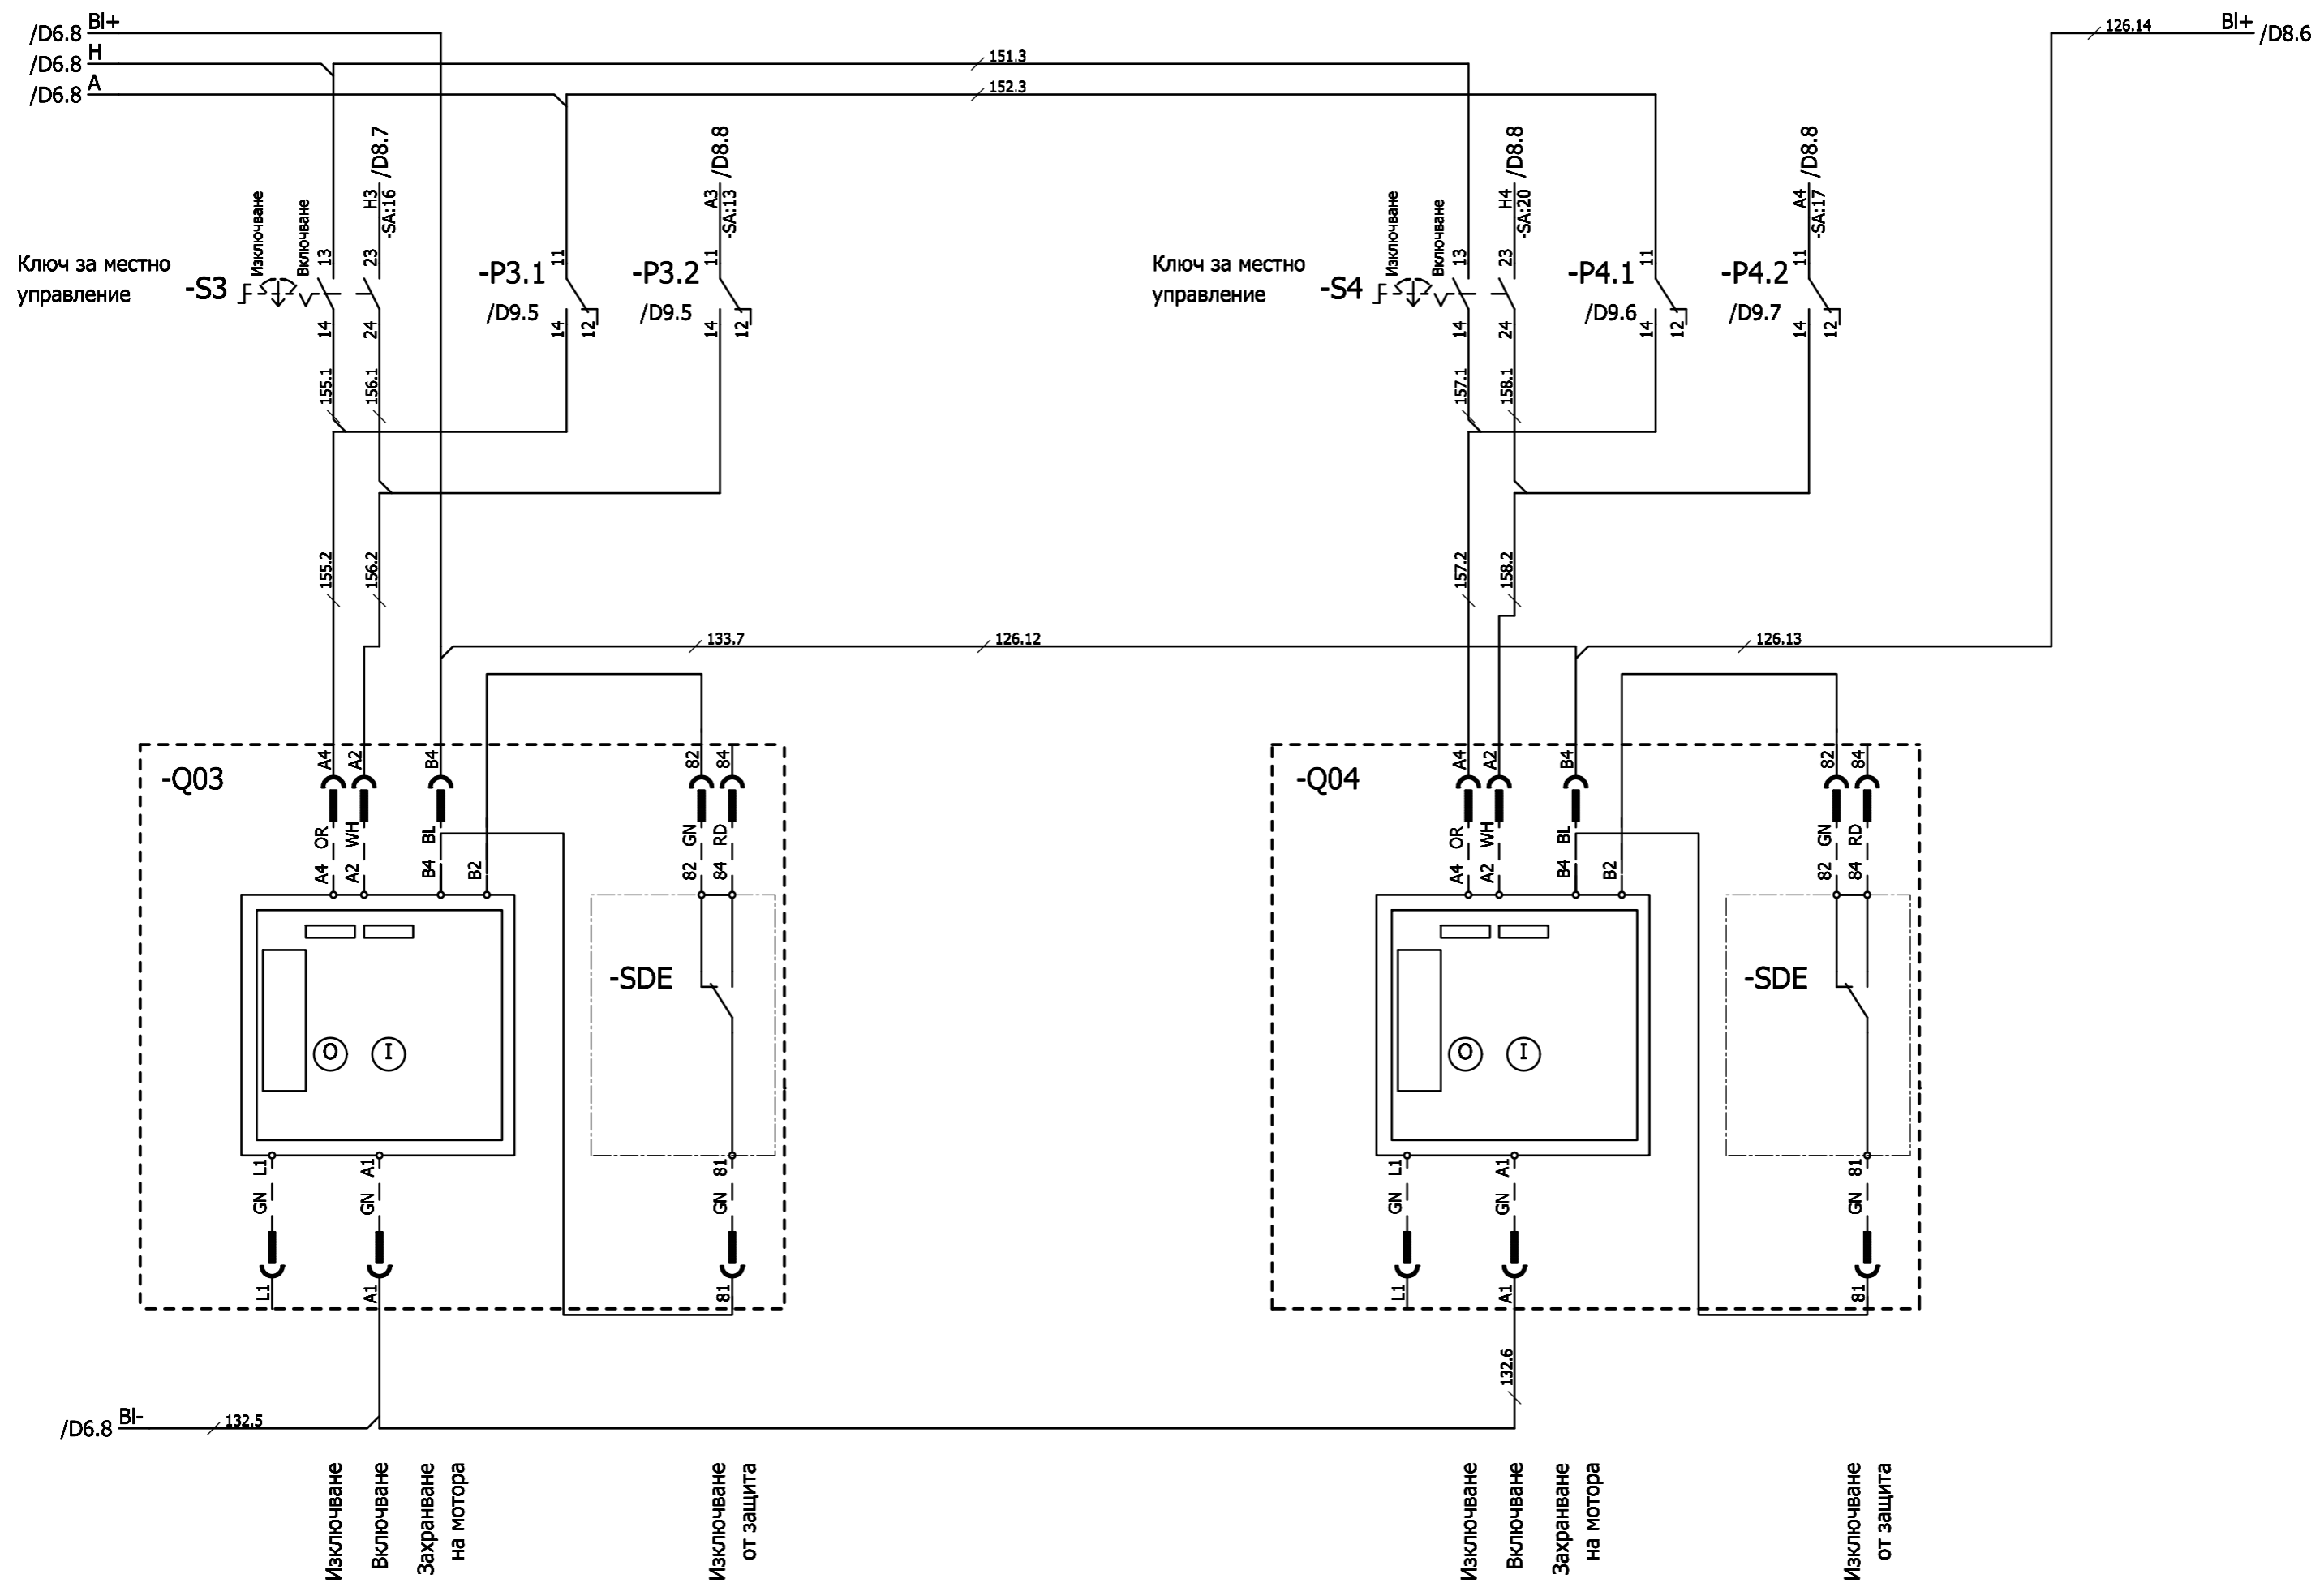 /D6.8 Bl+
/D6.8 H
/D6.8 A
151.3
152.3
126.14
Bl+ /D8.6
/D8.7
H3
-SA:16
/D8.8
A3
-SA:13
/D8.8
H4
-SA:20
/D8.8
A4
-SA:17
Ключ за местно
управление
-S3
Изключване
Включване
13
23
14
24
-P3.1
/D9.5
11
14
12
-P3.2
/D9.5
11
14
12
Ключ за местно
управление
-S4
Изключване
Включване
13
23
14
24
-P4.1
/D9.6
11
14
12
-P4.2
/D9.7
11
14
12
155.1
156.1
157.1
158.1
155.2
156.2
157.2
158.2
133.7
126.12
126.13
-Q03
A4
A2
B4
82
84
OR
WH
BL
GN
RD
A4
A2
B4
B2
82
84
-SDE
O
I
L1
A1
81
GN
GN
GN
L1
A1
81
-Q04
A4
A2
B4
82
84
OR
WH
BL
GN
RD
A4
A2
B4
B2
82
84
-SDE
O
I
L1
A1
81
GN
GN
GN
L1
A1
81
132.6
/D6.8 Bl-
132.5
Изключване
Включване
Захранване
на мотора
Изключване
от защита
Изключване
Включване
Захранване
на мотора
Изключване
от защита